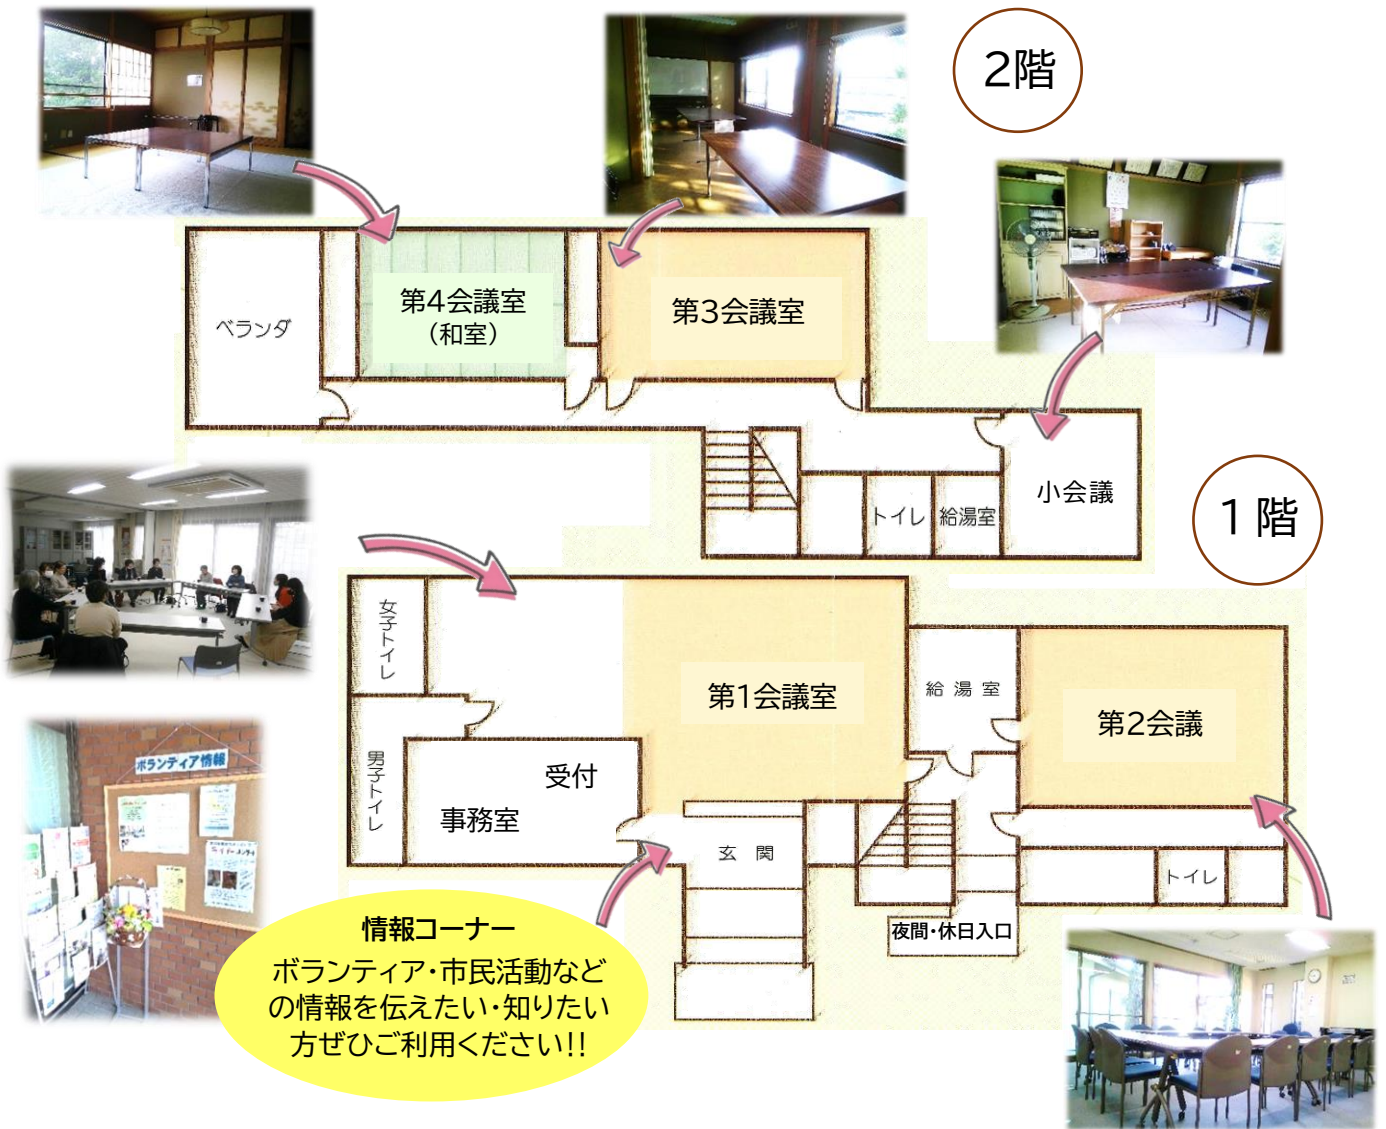 2階
第4会議室
（和室）
第3会議室
ベランダ
小会議
トイレ
給湯室
1階
女子トイレ
第1会議室
給湯室
第2会議
男子トイレ
受付
事務室
玄関
トイレ
夜間・休日入口
ボランティア情報
情報コーナー
ボランティア・市民活動など
の情報を伝えたい・知りたい
方ぜひご利用ください!!